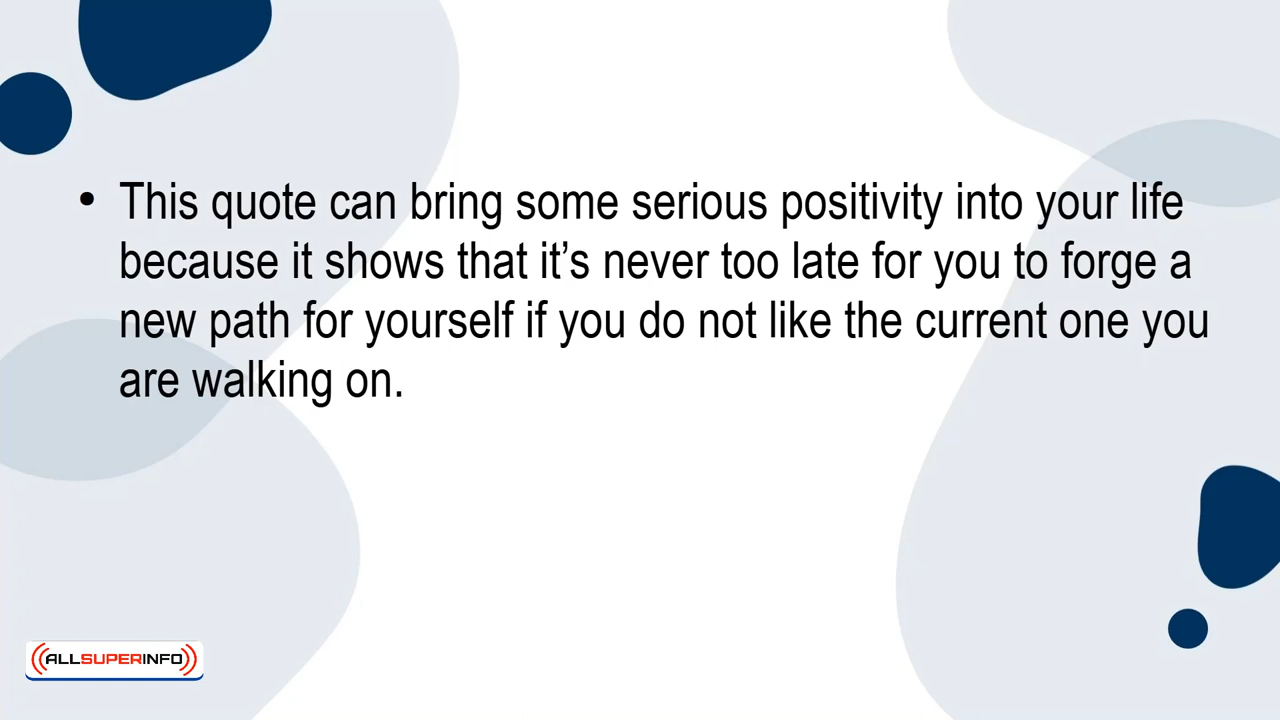 • This quote can bring some serious positivity into your life
because it shows that it’s never too late for you to forge a
new path for yourself if you do not like the current one you
are walking on.
((ALLSUPERINFO))